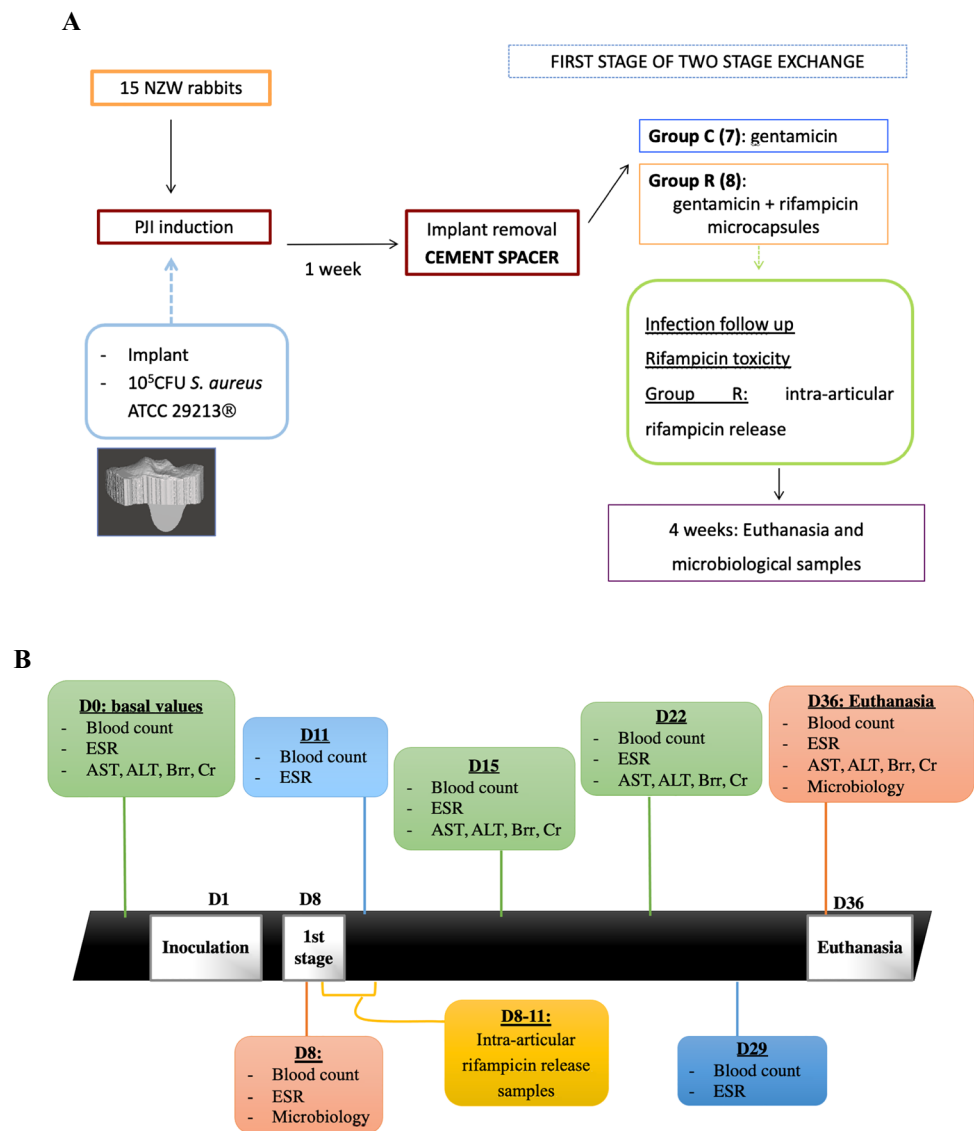 A
FIRST STAGE OF TWO STAGE EXCHANGE
15 NZW rabbits
Group C (7): gentamicin
Group R (8):
gentamicin + rifampicin
microcapsules
PJI induction
1 week
Implant removal
CEMENT SPACER
- Implant
- 10⁵CFU S. aureus
ATCC 29213®
Infection follow up
Rifampicin toxicity
Group R: intra-articular
rifampicin release
4 weeks: Euthanasia and
microbiological samples
B
D0: basal values
- Blood count
- ESR
- AST, ALT, Brr, Cr
D11
- Blood count
- ESR
D15
- Blood count
- ESR
- AST, ALT, Brr, Cr
D22
- Blood count
- ESR
- AST, ALT, Brr, Cr
D36: Euthanasia
- Blood count
- ESR
- AST, ALT, Brr, Cr
- Microbiology
D1
D8
D36
Inoculation
1st
stage
Euthanasia
D8:
- Blood count
- ESR
- Microbiology
D8-11:
Intra-articular
rifampicin release
samples
D29
- Blood count
- ESR